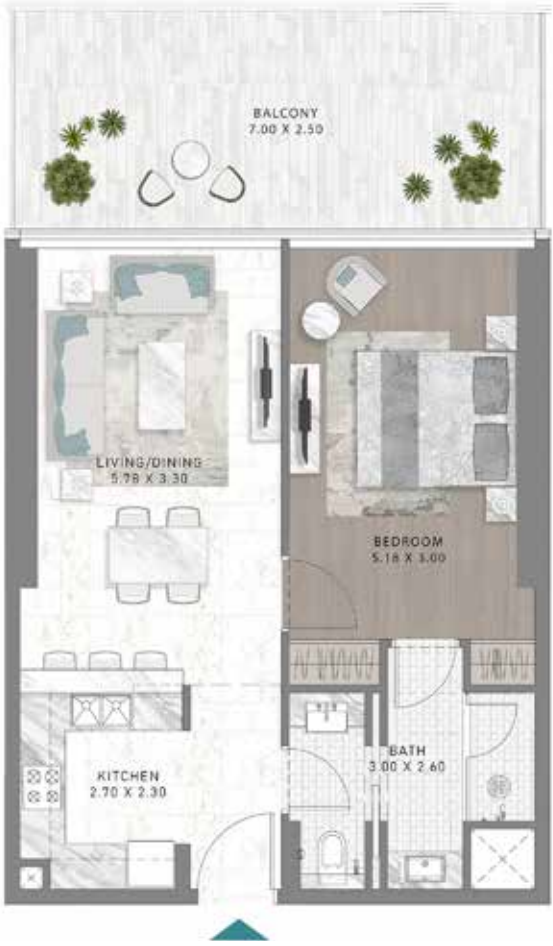 BALCONY
7.00 X 2.50
LIVING/DINING
5.78 X 3.30
BEDROOM
5.18 X 3.00
BATH
3.00 X 2.60
KITCHEN
2.70 X 2.30